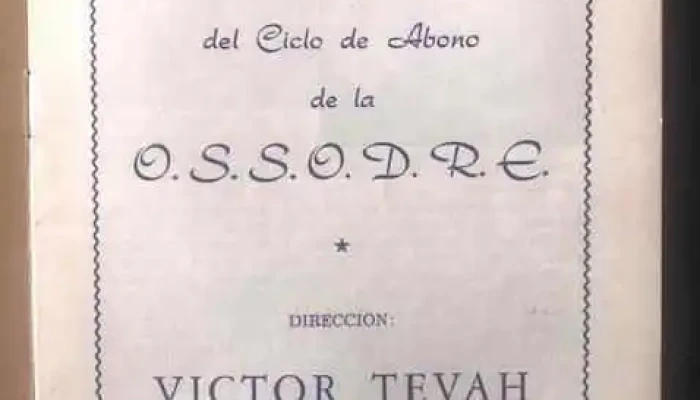 del Ciclo de Abono
de la
O. S. S. O. D. R. E.
★
DIRECCION:
VICTOR TEVAH